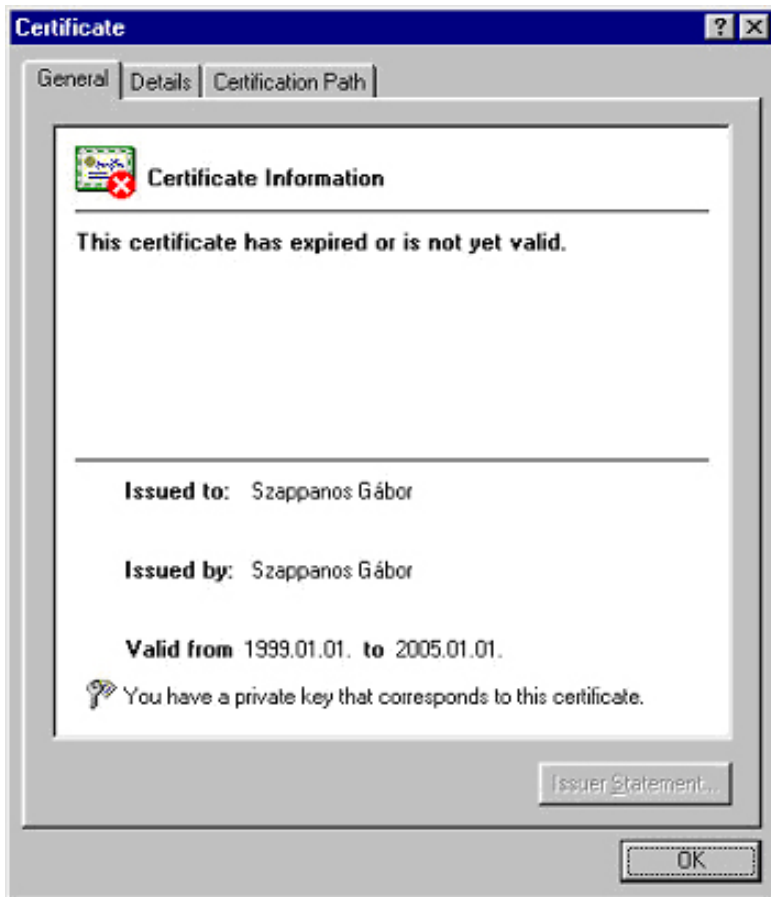 Certificate
General Details Certification Path
Certificate Information
This certificate has expired or is not yet valid.
Issued to: Szappanos Gábor
Issued by: Szappanos Gábor
Valid from 1999.01.01. to 2005.01.01.
You have a private key that corresponds to this certificate.
Issuer Statement...
OK